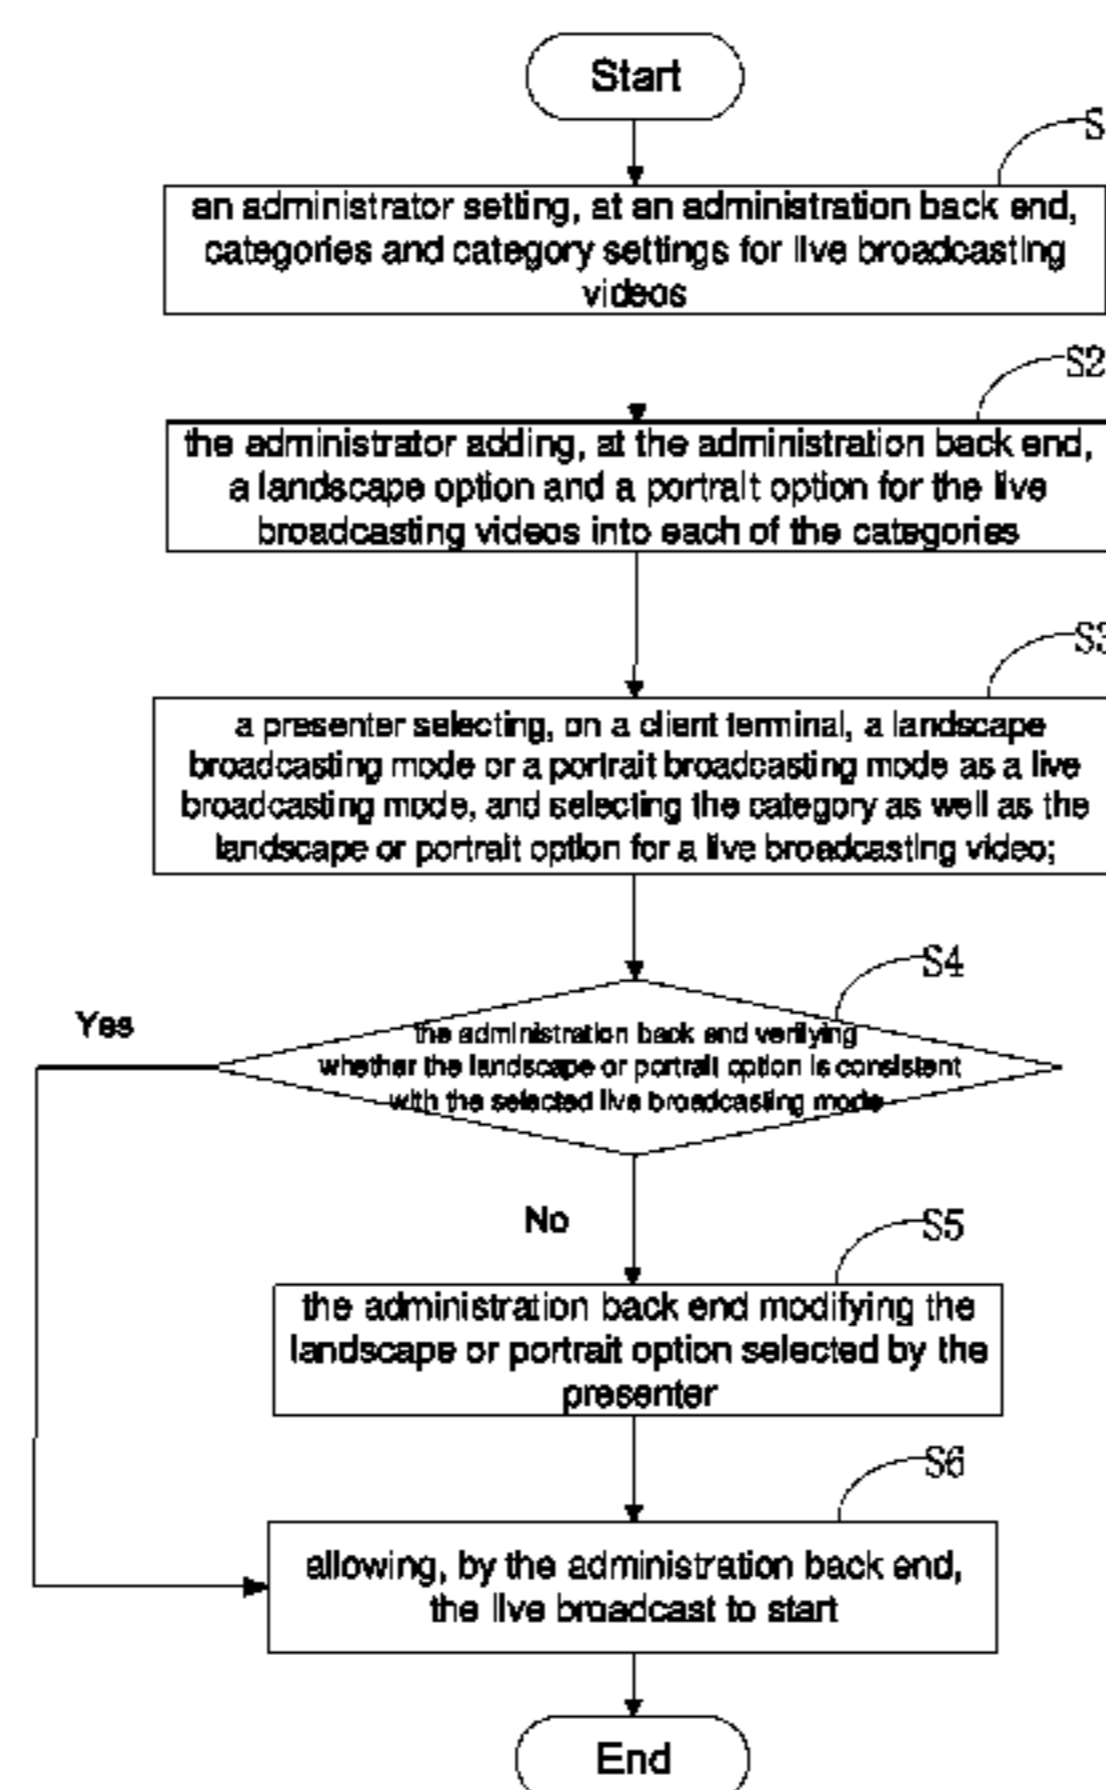 Start
S
an administrator setting, at an administration back end,
categories and category settings for live broadcasting
videos
S2
the administrator adding, at the administration back end,
a landscape option and a portrait option for the live
broadcasting videos into each of the categories
S3
a presenter selecting, on a client terminal, a landscape
broadcasting mode or a portrait broadcasting mode as a live
broadcasting mode, and selecting the category as well as the
landscape or portrait option for a live broadcasting video;
S4
Yes
the administration back end verifying
whether the landscape or portrait option is consistent
with the selected live broadcasting mode
No
S5
the administration back end modifying the
landscape or portrait option selected by the
presenter
S6
allowing, by the administration back end,
the live broadcast to start
End